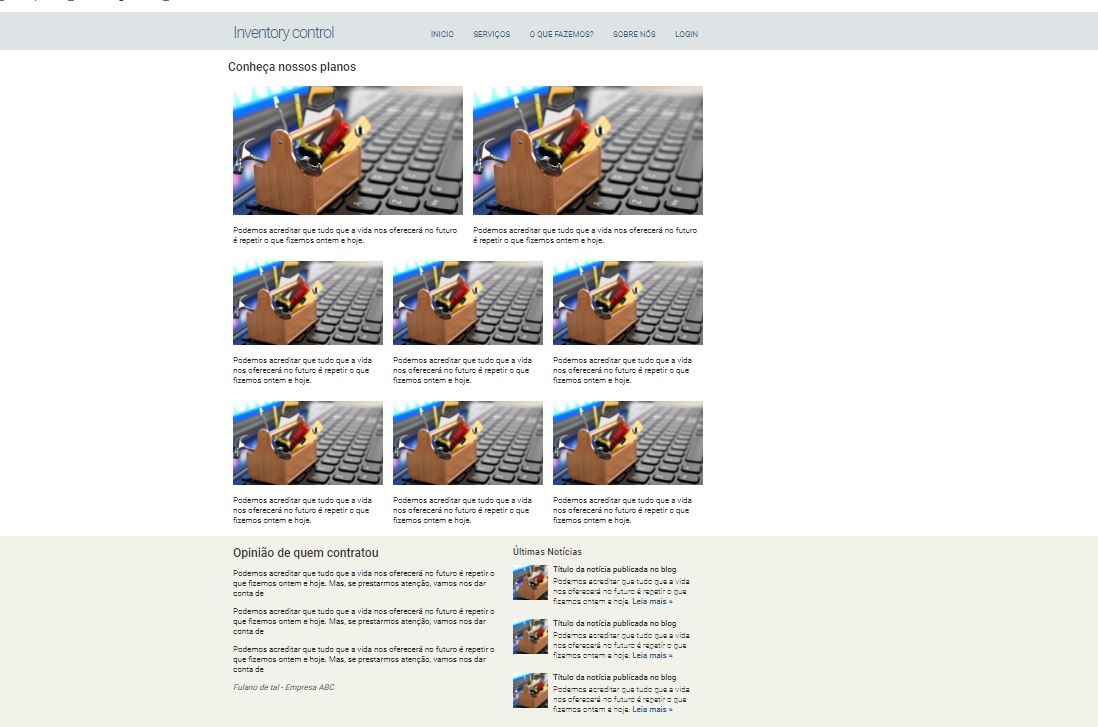 Inventory control
INICIO SERVIÇOS O QUE FAZEMOS? SOBRE NÓS LOGIN
Conheça nossos planos
Podemos acreditar que tudo que a vida nos oferecerá no futuro
é repetir o que fizemos ontem e hoje.
Podemos acreditar que tudo que a vida nos oferecerá no futuro
é repetir o que fizemos ontem e hoje.
Podemos acreditar que tudo que a vida
nos oferecerá no futuro é repetir o que
fizemos ontem e hoje.
Podemos acreditar que tudo que a vida
nos oferecerá no futuro é repetir o que
fizemos ontem e hoje.
Podemos acreditar que tudo que a vida
nos oferecerá no futuro é repetir o que
fizemos ontem e hoje.
Podemos acreditar que tudo que a vida
nos oferecerá no futuro é repetir o que
fizemos ontem e hoje.
Podemos acreditar que tudo que a vida
nos oferecerá no futuro é repetir o que
fizemos ontem e hoje.
Podemos acreditar que tudo que a vida
nos oferecerá no futuro é repetir o que
fizemos ontem e hoje.
Opinião de quem contratou
Podemos acreditar que tudo que a vida nos oferecerá no futuro é repetir o
que fizemos ontem e hoje. Mas, se prestarmos atenção, vamos nos dar
conta de
Podemos acreditar que tudo que a vida nos oferecerá no futuro é repetir o
que fizemos ontem e hoje. Mas, se prestarmos atenção, vamos nos dar
conta de
Podemos acreditar que tudo que a vida nos oferecerá no futuro é repetir o
que fizemos ontem e hoje. Mas, se prestarmos atenção, vamos nos dar
conta de
Fulano de tal - Empresa ABC
Últimas Notícias
Título da notícia publicada no blog
Podemos acreditar que tudo que a vida
nos oferecerá no futuro é repetir o que
fizemos ontem e hoje. Leia mais »
Título da notícia publicada no blog
Podemos acreditar que tudo que a vida
nos oferecerá no futuro é repetir o que
fizemos ontem e hoje. Leia mais »
Título da notícia publicada no blog
Podemos acreditar que tudo que a vida
nos oferecerá no futuro é repetir o que
fizemos ontem e hoje. Leia mais »